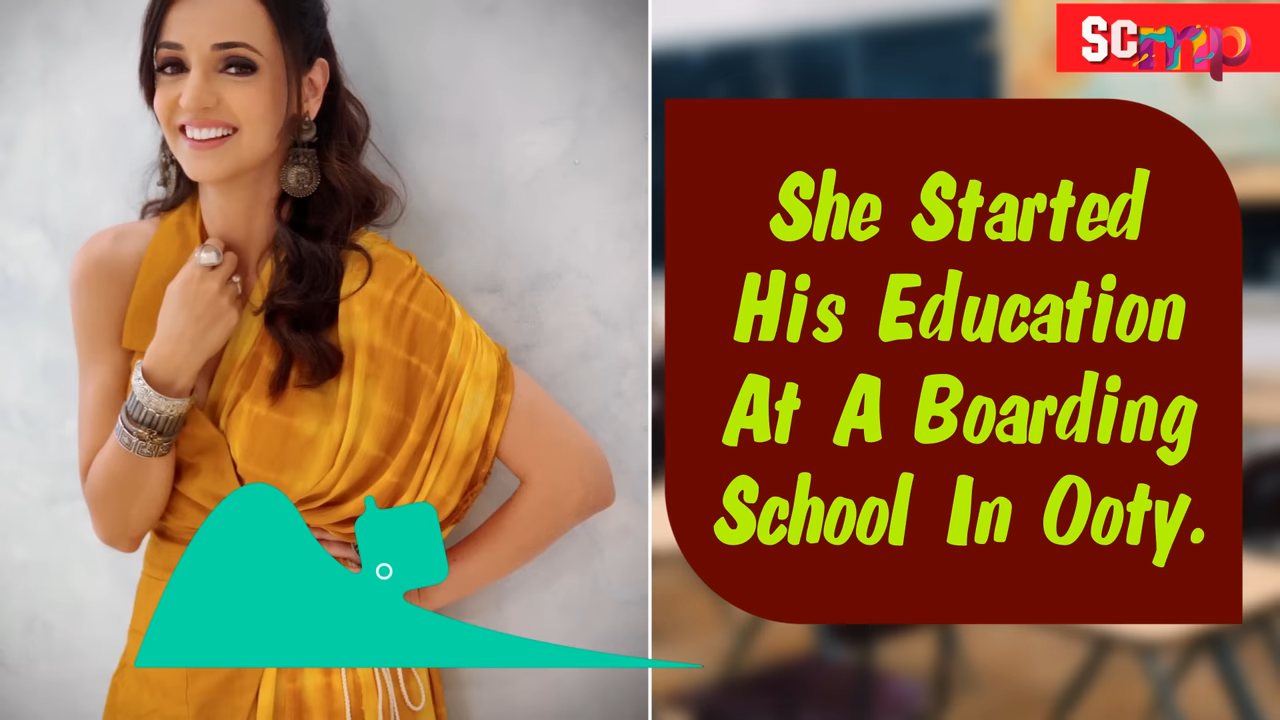 SCmp
She Started
His Education
At A Boarding
School In Ooty.